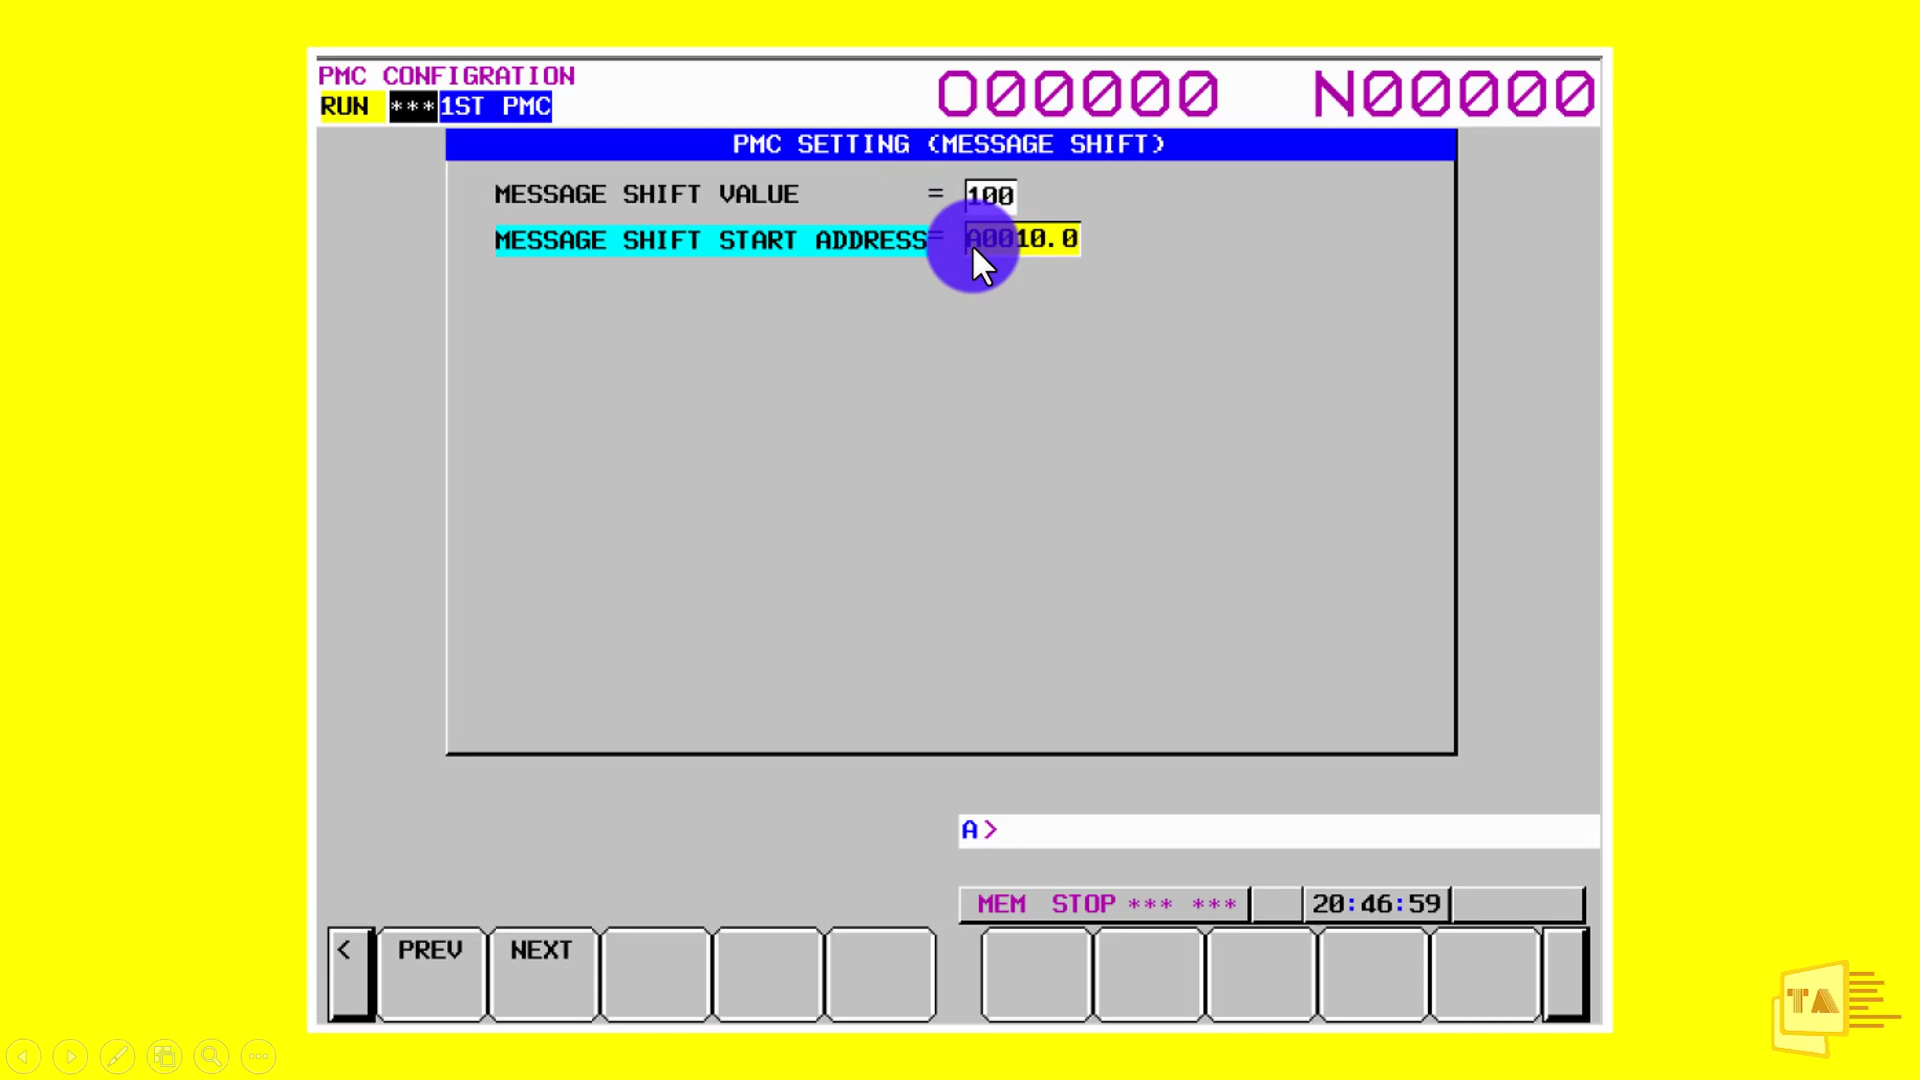 PMC CONFIGRATION
O00000 N00000
RUN ***1ST PMC
PMC SETTING (MESSAGE SHIFT)
MESSAGE SHIFT VALUE = 100
MESSAGE SHIFT START ADDRESS= A0010.0
A>
MEM STOP *** *** 20:46:59
< PREV NEXT
TA